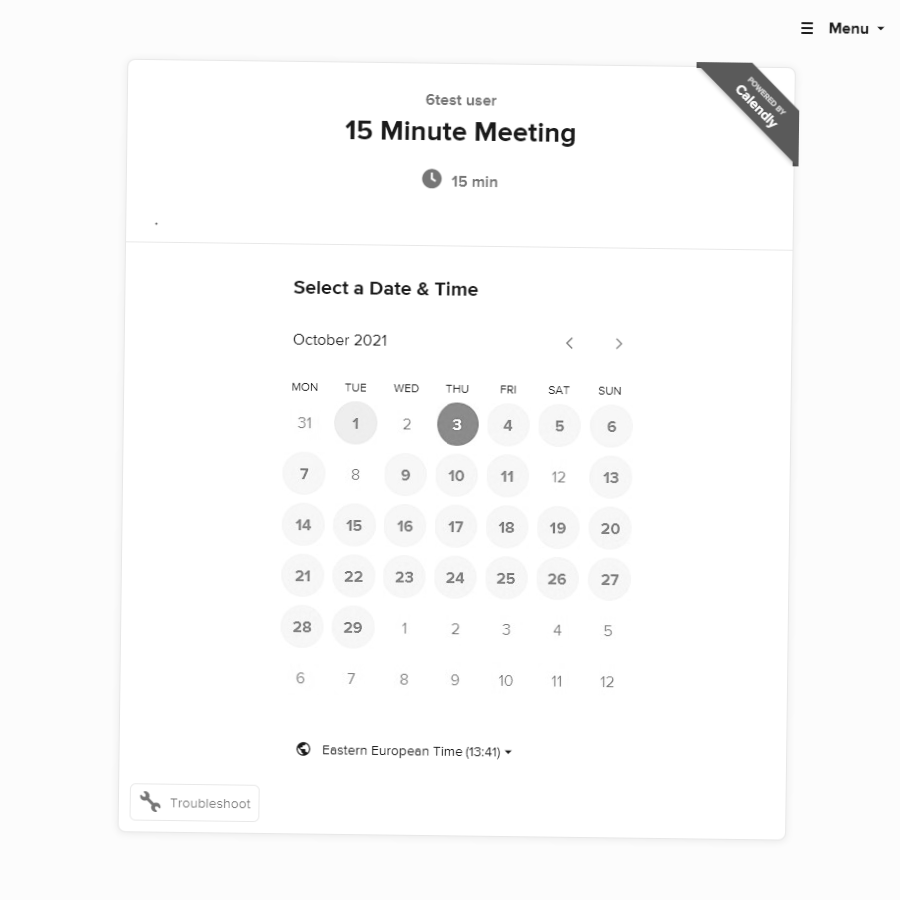 Menu
POWERED BY
Calendly
6test user
15 Minute Meeting
15 min
Select a Date & Time
October 2021
MON TUE WED THU FRI SAT SUN
31 1 2 3 4 5 6
7 8 9 10 11 12 13
14 15 16 17 18 19 20
21 22 23 24 25 26 27
28 29 1 2 3 4 5
6 7 8 9 10 11 12
Eastern European Time (13:41)
Troubleshoot